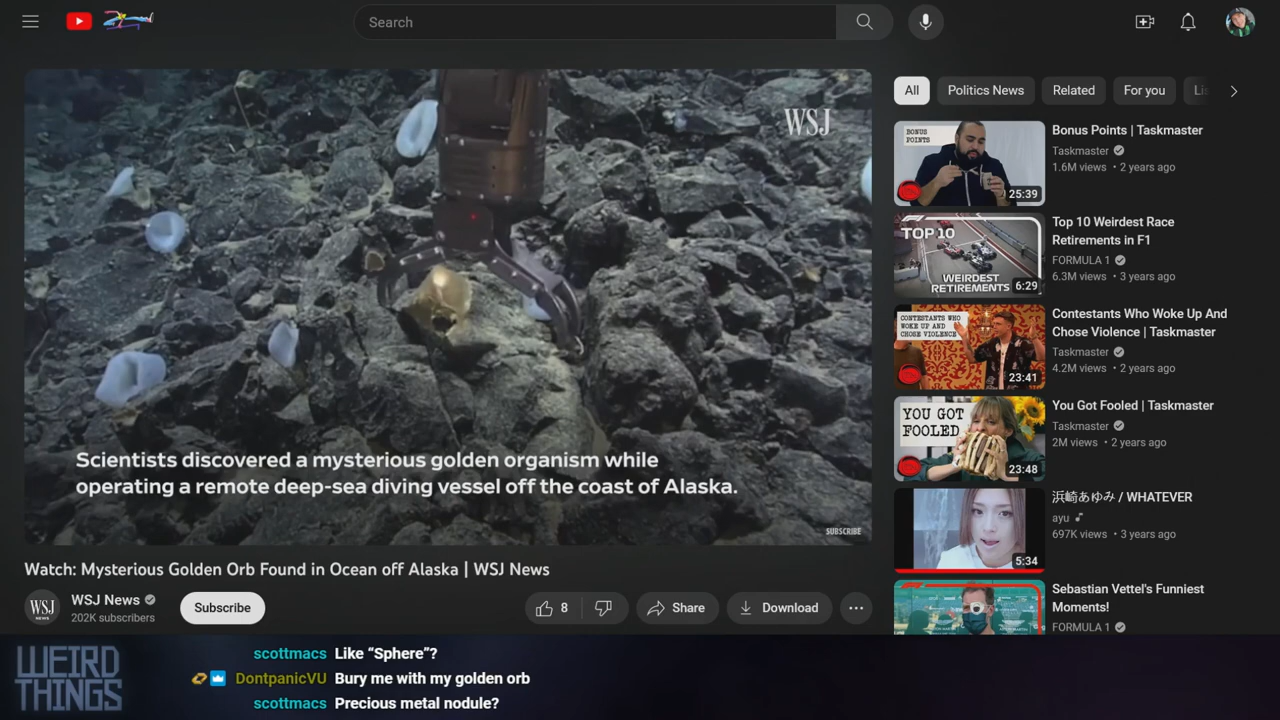 Search
WSJ
Scientists discovered a mysterious golden organism while
operating a remote deep-sea diving vessel off the coast of Alaska.
SUBSCRIBE
Watch: Mysterious Golden Orb Found in Ocean off Alaska | WSJ News
WSJ
NEWS
WSJ News
202K subscribers
Subscribe
8
Share
Download
All
Politics News
Related
For you
BONUS
POINTS
25:39
Bonus Points | Taskmaster
Taskmaster
1.6M views • 2 years ago
TOP 10
WEIRDEST
RETIREMENTS
6:29
Top 10 Weirdest Race
Retirements in F1
FORMULA 1
6.3M views • 3 years ago
CONTESTANTS WHO
WOKE UP AND
CHOSE VIOLENCE
23:41
Contestants Who Woke Up And
Chose Violence | Taskmaster
Taskmaster
4.2M views • 2 years ago
YOU GOT
FOOLED
23:48
You Got Fooled | Taskmaster
Taskmaster
2M views • 2 years ago
5:34
浜崎あゆみ / WHATEVER
ayu
697K views • 3 years ago
Sebastian Vettel's Funniest
Moments!
FORMULA 1
WEIRD
THINGS
scottmacs Like “Sphere”?
DontpanicVU Bury me with my golden orb
scottmacs Precious metal nodule?